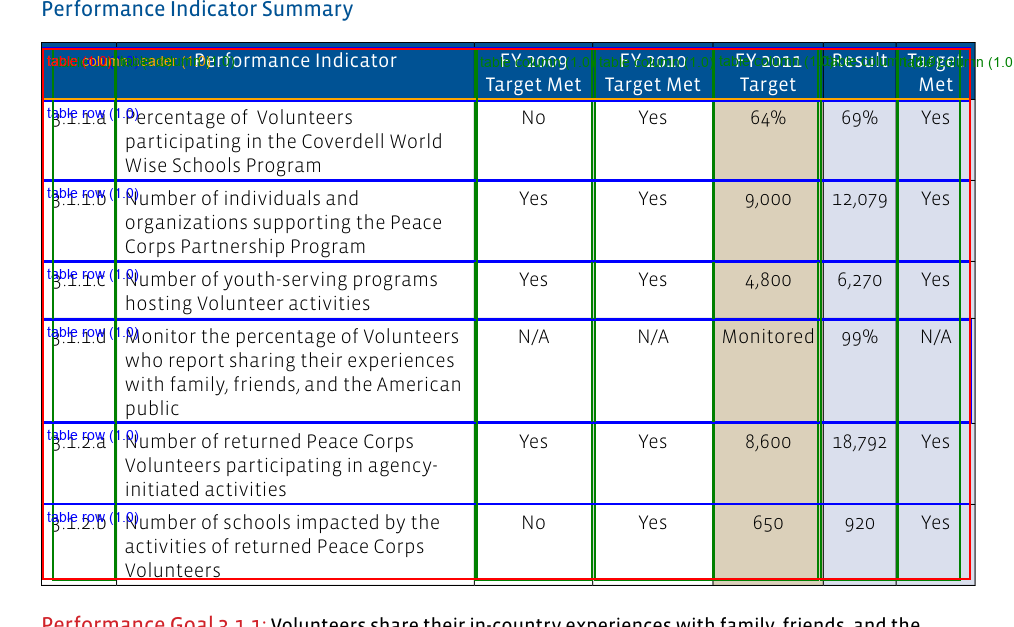 Performance Indicator Summary
Performance Indicator
FY 2009
Target Met
FY 2010
Target Met
FY 2010
Target
Result
Target
Met
table row (1.0)
3.1.1.a
Percentage of Volunteers
participating in the Coverdell World
Wise Schools Program
No
Yes
64%
69%
Yes
table row (1.0)
3.1.1.b
Number of individuals and
organizations supporting the Peace
Corps Partnership Program
Yes
Yes
9,000
12,079
Yes
table row (1.0)
3.1.1.c
Number of youth-serving programs
hosting Volunteer activities
Yes
Yes
4,800
6,270
Yes
table row (1.0)
3.1.1.d
Monitor the percentage of Volunteers
who report sharing their experiences
with family, friends, and the American
public
N/A
N/A
Monitored
99%
N/A
table row (1.0)
3.1.2.a
Number of returned Peace Corps
Volunteers participating in agency-
initiated activities
Yes
Yes
8,600
18,792
Yes
table row (1.0)
3.1.2.b
Number of schools impacted by the
activities of returned Peace Corps
Volunteers
No
Yes
650
920
Yes
Performance Goal 3.1.1: Volunteers share their in-country experiences with family, friends, and the